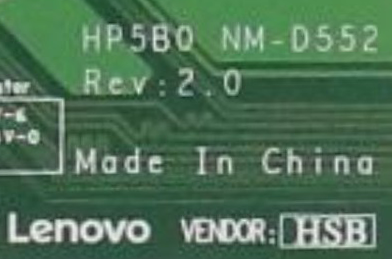 HP5B0 NM-D552
Rev:2.0
Made In China
Lenovo VENDOR: HSB